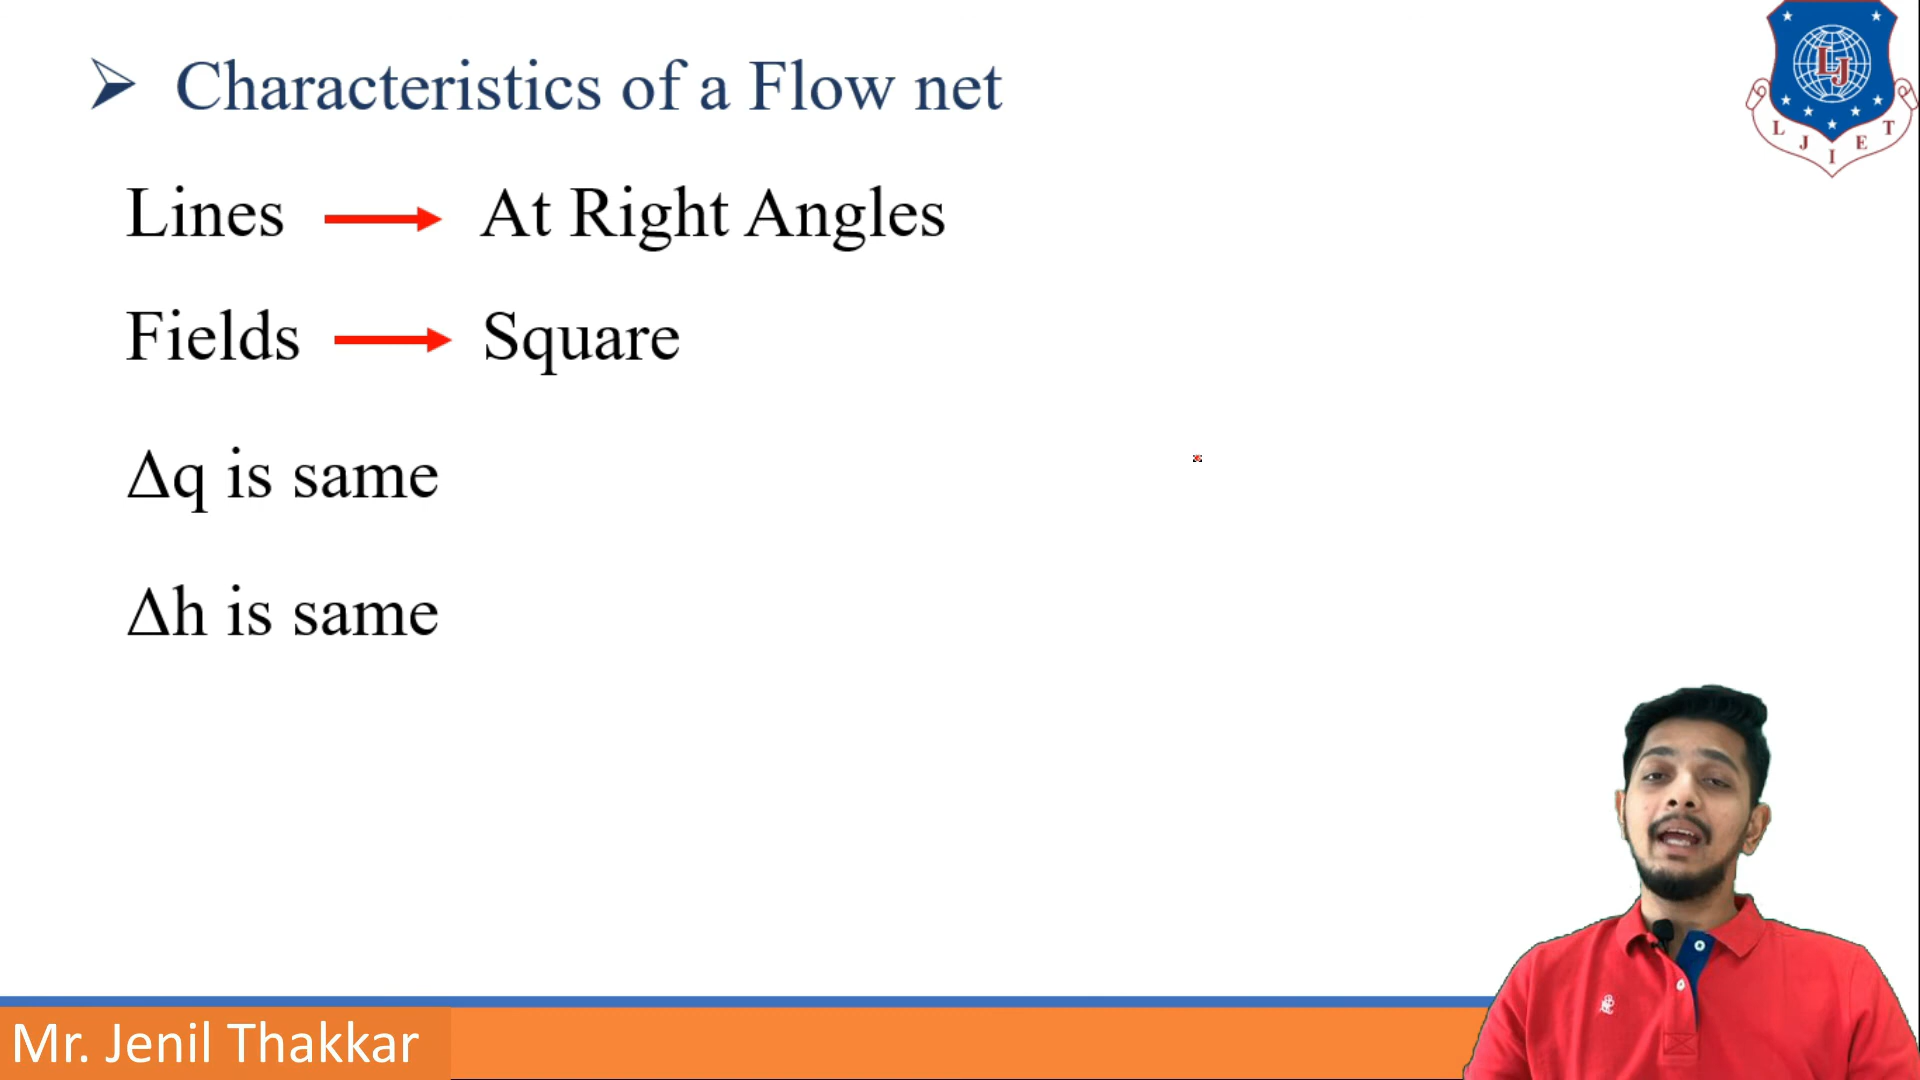 ➢ Characteristics of a Flow net
Lines → At Right Angles
Fields → Square
Δq is same
Δh is same
LJ
L J I E T
Mr. Jenil Thakkar